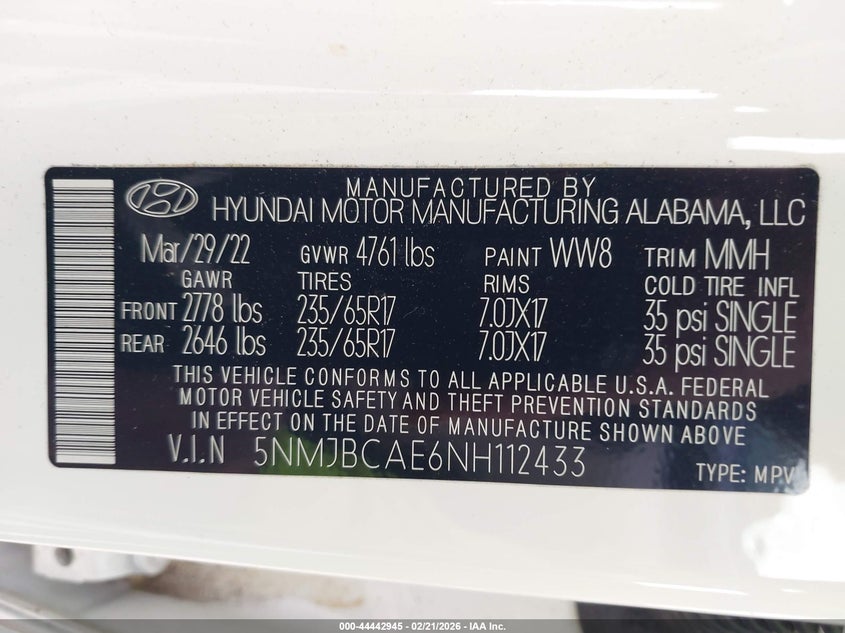 MANUFACTURED BY
HYUNDAI MOTOR MANUFACTURING ALABAMA, LLC
Mar/29/22 GVWR 4761 lbs PAINT WW8 TRIM MMH
GAWR TIRES RIMS COLD TIRE INFL
FRONT 2778 lbs 235/65R17 7.0JX17 35 psi SINGLE
REAR 2646 lbs 235/65R17 7.0JX17 35 psi SINGLE
THIS VEHICLE CONFORMS TO ALL APPLICABLE U.S.A. FEDERAL
MOTOR VEHICLE SAFETY AND THEFT PREVENTION STANDARDS
IN EFFECT ON THE DATE OF MANUFACTURE SHOWN ABOVE
V.I.N 5NMJBCAE6NH112433 TYPE: MPV
000-44442945 - 02/21/2026 - IAA Inc.